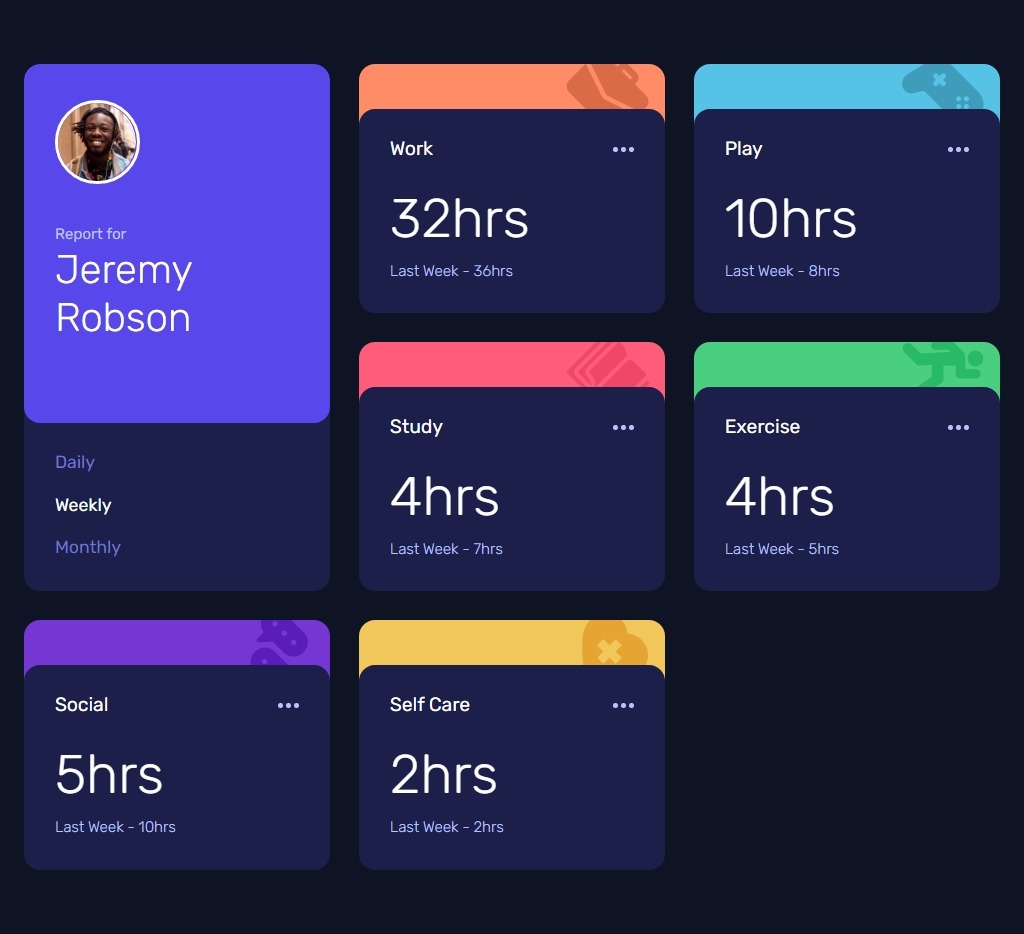 Report for
Jeremy
Robson
Daily
Weekly
Monthly
Work
32hrs
Last Week - 36hrs
Play
10hrs
Last Week - 8hrs
Study
4hrs
Last Week - 7hrs
Exercise
4hrs
Last Week - 5hrs
Social
5hrs
Last Week - 10hrs
Self Care
2hrs
Last Week - 2hrs